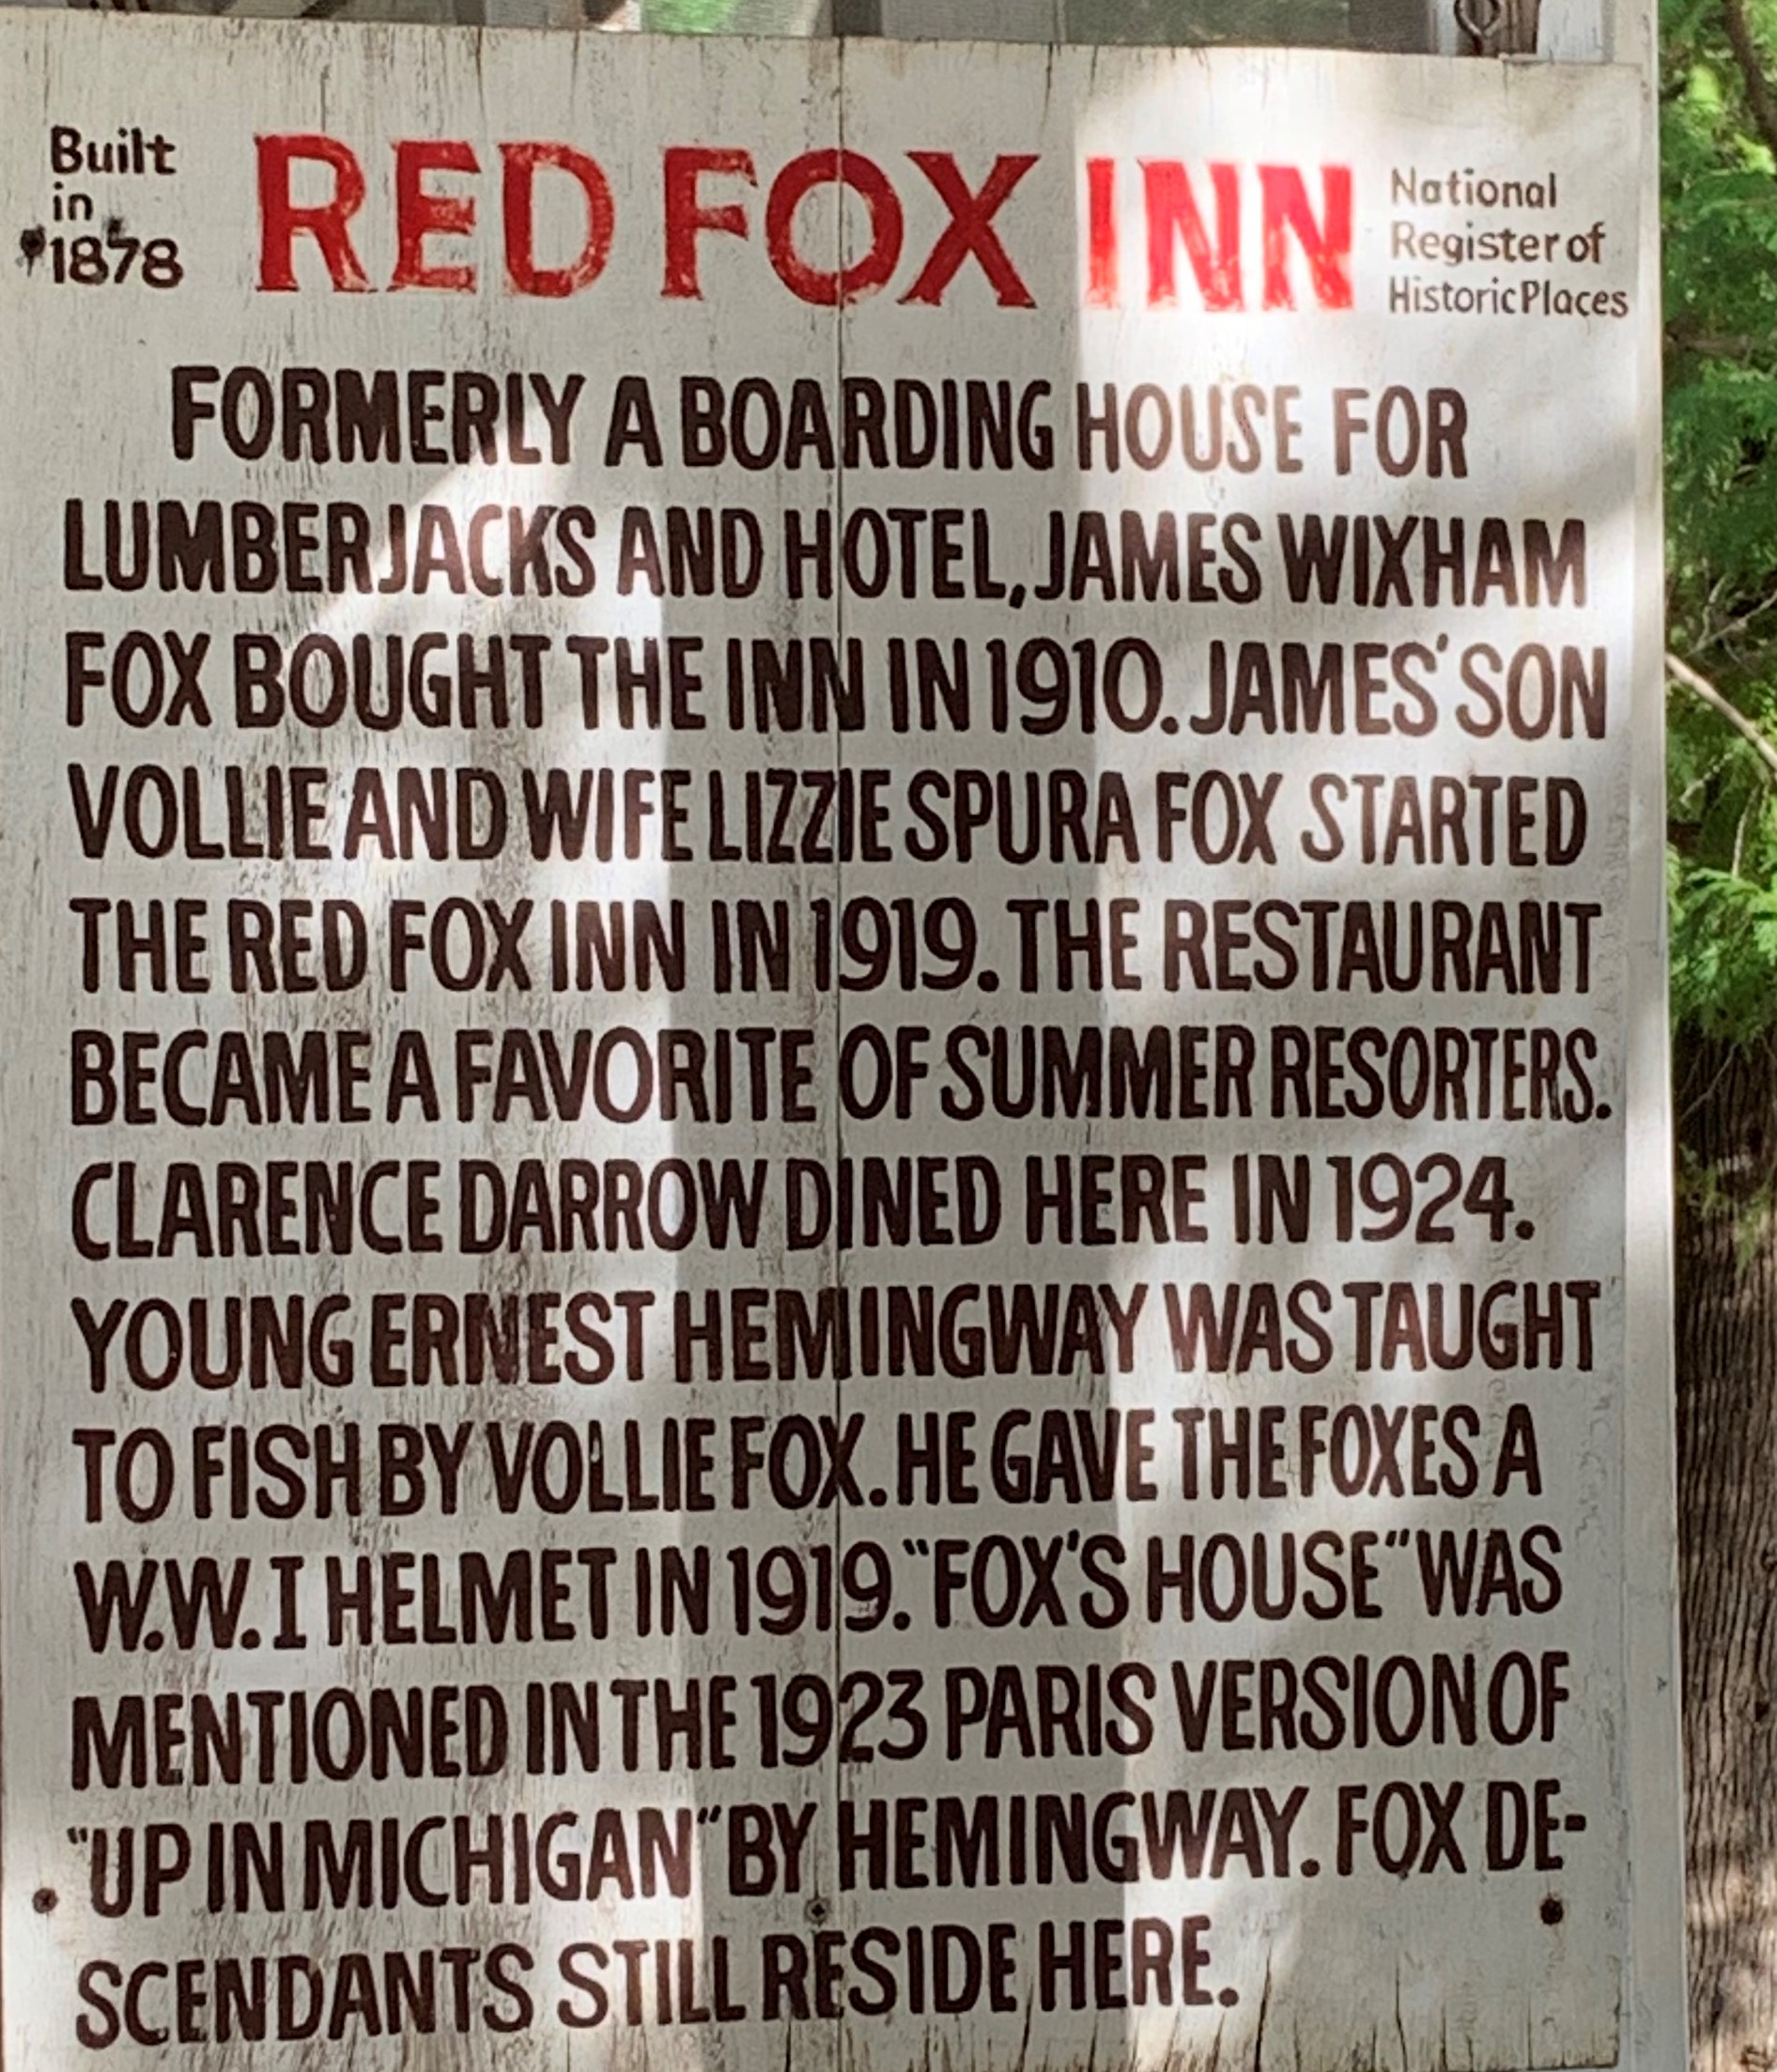 Built
in
1878
RED FOX INN
National
Register of
Historic Places
FORMERLY A BOARDING HOUSE FOR
LUMBERJACKS AND HOTEL, JAMES WIXHAM
FOX BOUGHT THE INN IN 1910. JAMES' SON
VOLLIE AND WIFE LIZZIE SPURA FOX STARTED
THE RED FOX INN IN 1919. THE RESTAURANT
BECAME A FAVORITE OF SUMMER RESORTERS.
CLARENCE DARROW DINED HERE IN 1924.
YOUNG ERNEST HEMINGWAY WAS TAUGHT
TO FISH BY VOLLIE FOX. HE GAVE THE FOXES A
W.W. I HELMET IN 1919. "FOX'S HOUSE" WAS
MENTIONED IN THE 1923 PARIS VERSION OF
"UP IN MICHIGAN" BY HEMINGWAY. FOX DE-
SCENDANTS STILL RESIDE HERE.